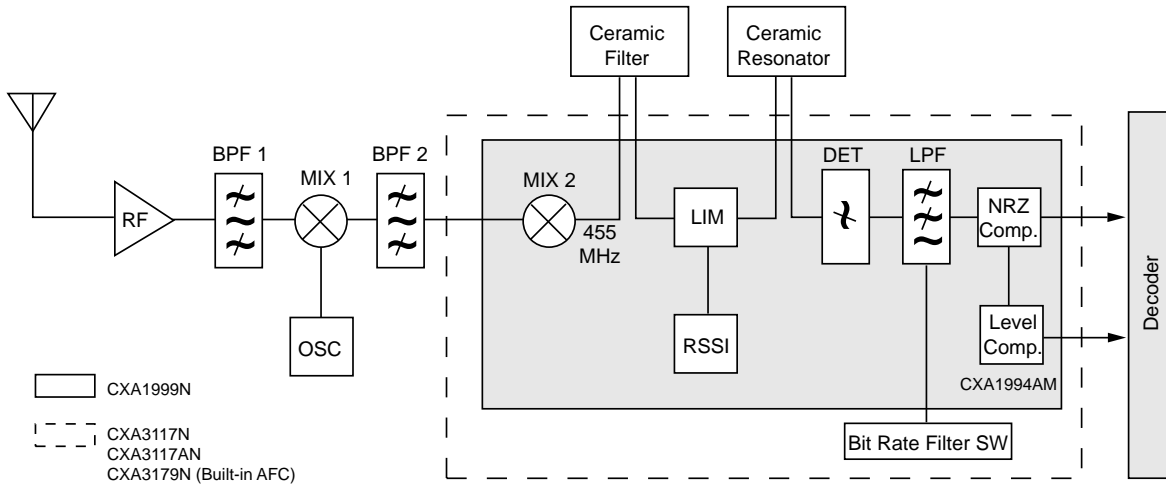 Ceramic
Filter
Ceramic
Resonator
BPF 1
MIX 1
BPF 2
MIX 2
DET
LPF
RF
455
MHz
LIM
NRZ
Comp.
OSC
RSSI
Level
Comp.
CXA1994AM
Decoder
Bit Rate Filter SW
CXA1999N
CXA3117N
CXA3117AN
CXA3179N (Built-in AFC)